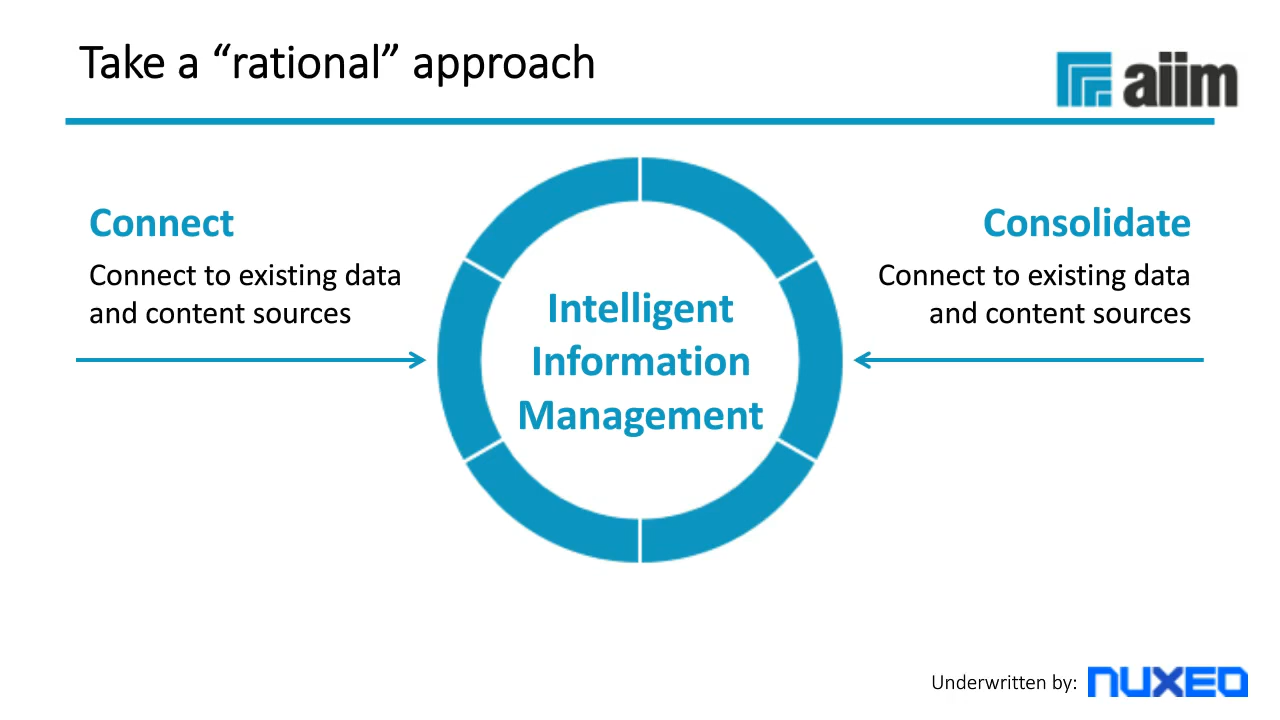 Take a “rational” approach
aiim
Connect
Connect to existing data
and content sources
Intelligent
Information
Management
Consolidate
Connect to existing data
and content sources
Underwritten by: nuxeo